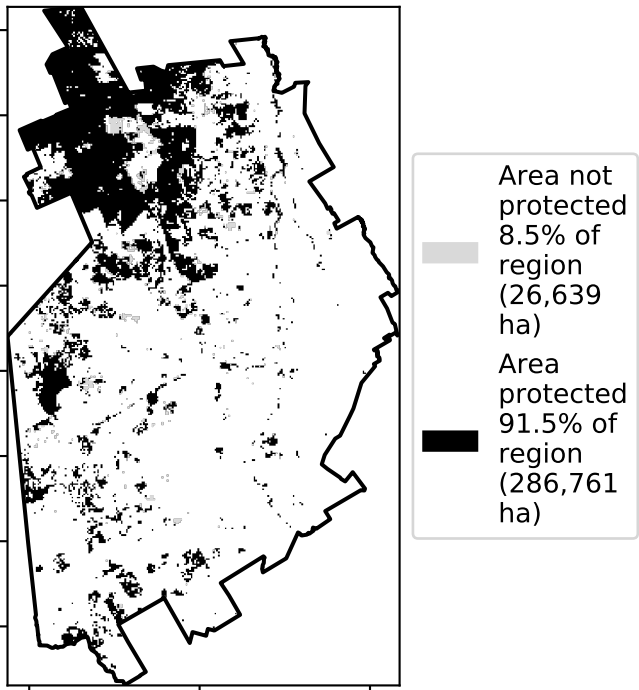 Area not
protected
8.5% of
region
(26,639
ha)
Area
protected
91.5% of
region
(286,761
ha)